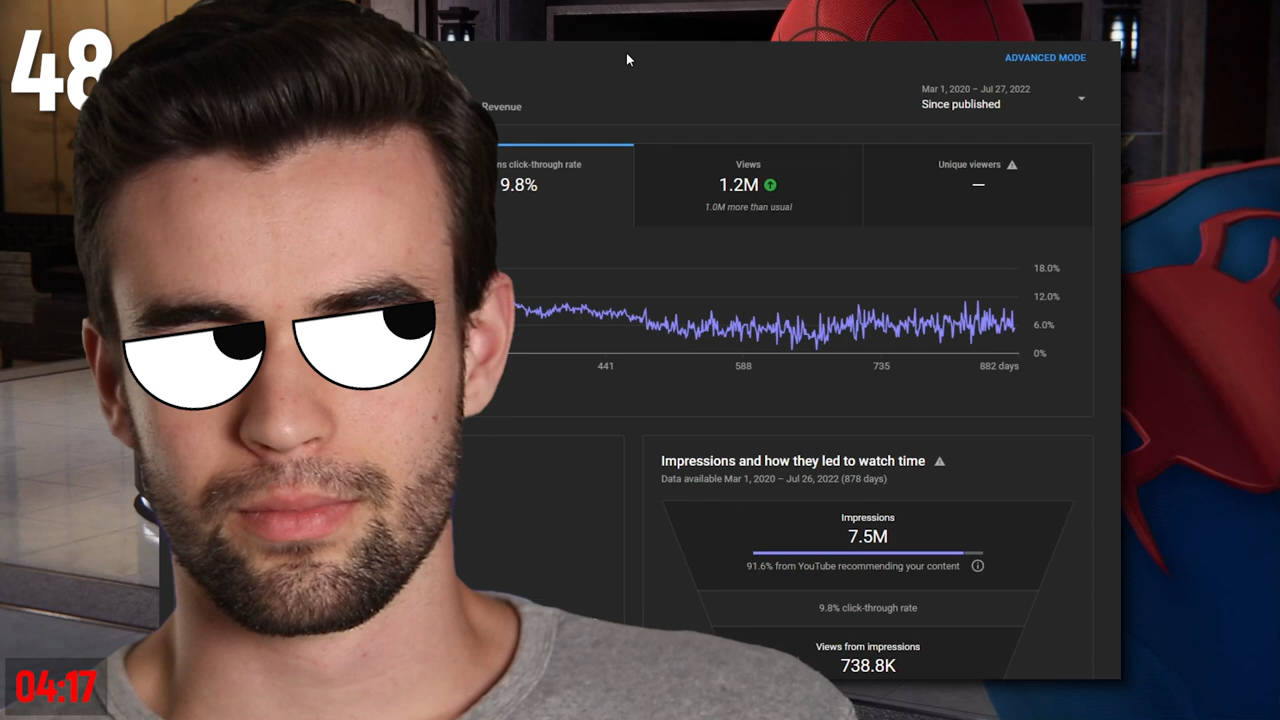 48
ADVANCED MODE
Mar 1, 2020 – Jul 27, 2022
Since published
Revenue
ns click-through rate
9.8%
Views
1.2M
1.0M more than usual
Unique viewers
—
18.0%
12.0%
6.0%
0%
441
588
735
882 days
Impressions and how they led to watch time
Data available Mar 1, 2020 – Jul 26, 2022 (878 days)
Impressions
7.5M
91.6% from YouTube recommending your content
9.8% click-through rate
Views from impressions
738.8K
04:17